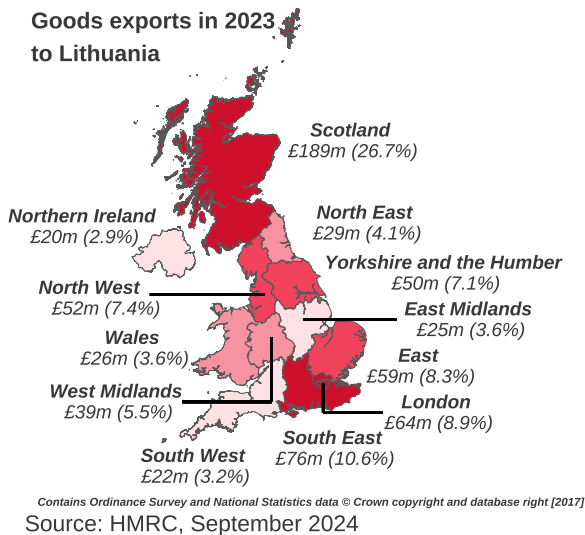 Goods exports in 2023
to Lithuania
Scotland
£189m (26.7%)
Northern Ireland
£20m (2.9%)
North East
£29m (4.1%)
Yorkshire and the Humber
£50m (7.1%)
North West
£52m (7.4%)
East Midlands
£25m (3.6%)
Wales
£26m (3.6%)
East
£59m (8.3%)
West Midlands
£39m (5.5%)
London
£64m (8.9%)
South East
£76m (10.6%)
South West
£22m (3.2%)
Contains Ordinance Survey and National Statistics data © Crown copyright and database right [2017]
Source: HMRC, September 2024